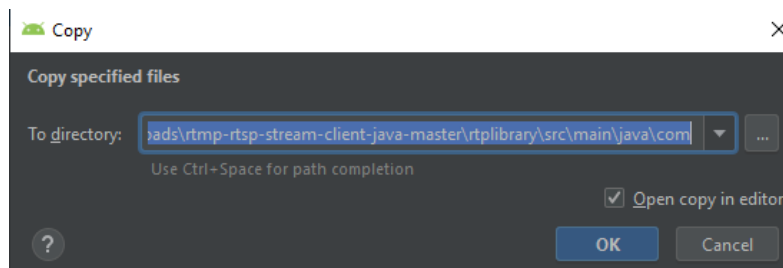 Copy
Copy specified files
To directory: \rtmp-rtsp-stream-client-java-master\rtplibrary\src\main\java\com ...
Use Ctrl+Space for path completion
Open copy in editor
? OK Cancel